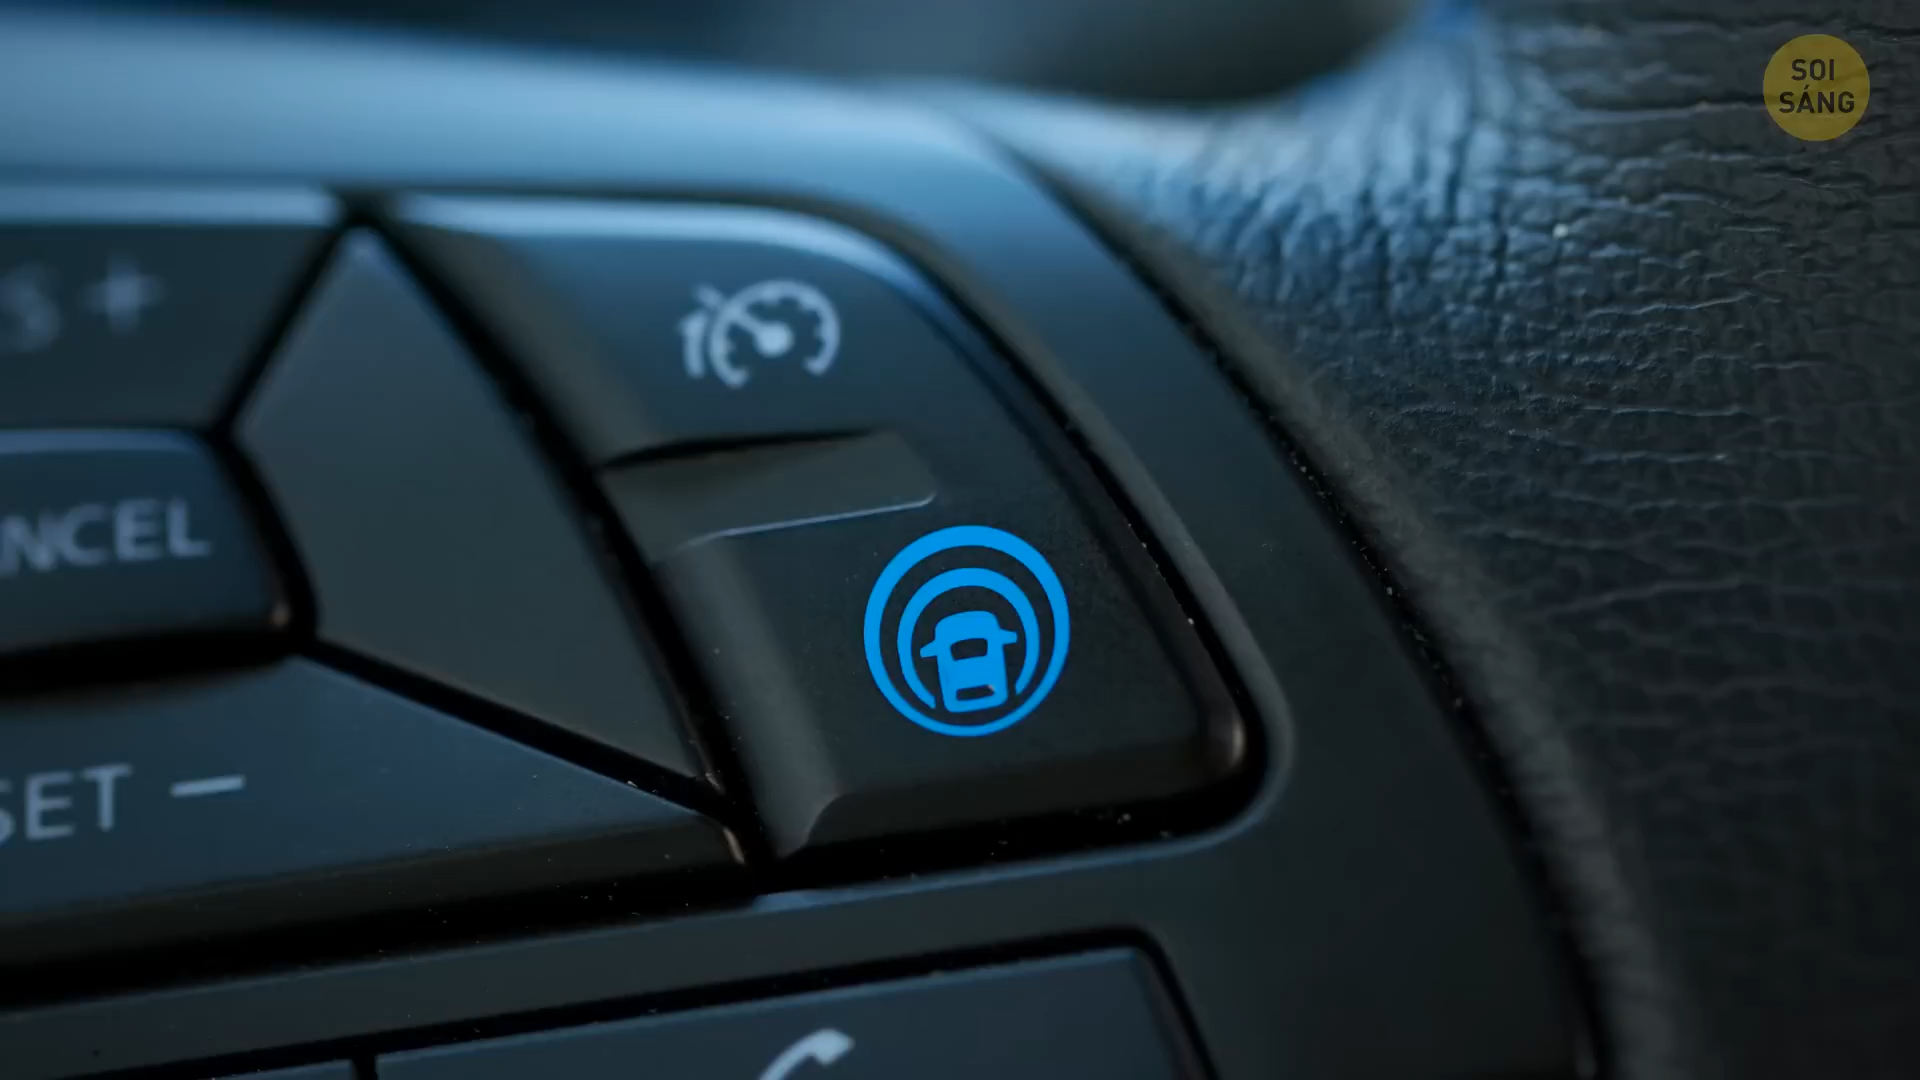 SOI
SÁNG
S +
NCEL
SET –